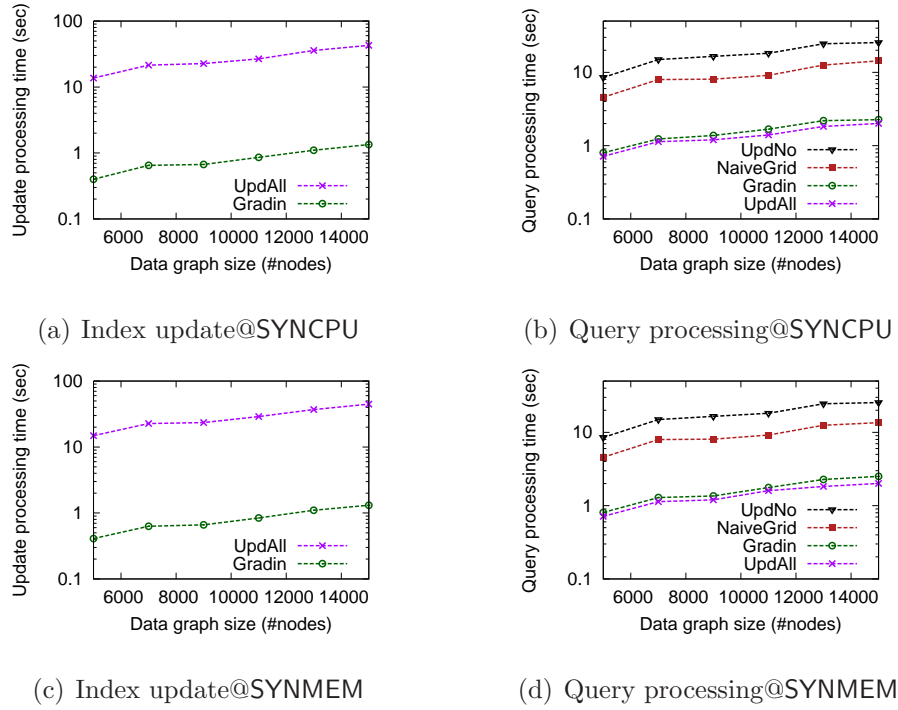 100
10
1
0.1
6000 8000 10000 12000 14000
Update processing time (sec)
Data graph size (#nodes)
UpdAll
Gradin
(a) Index update@SYNCPU
10
1
0.1
6000 8000 10000 12000 14000
Query processing time (sec)
Data graph size (#nodes)
UpdNo
NaiveGrid
Gradin
UpdAll
(b) Query processing@SYNCPU
100
10
1
0.1
6000 8000 10000 12000 14000
Update processing time (sec)
Data graph size (#nodes)
UpdAll
Gradin
(c) Index update@SYNMEM
10
1
0.1
6000 8000 10000 12000 14000
Query processing time (sec)
Data graph size (#nodes)
UpdNo
NaiveGrid
Gradin
UpdAll
(d) Query processing@SYNMEM